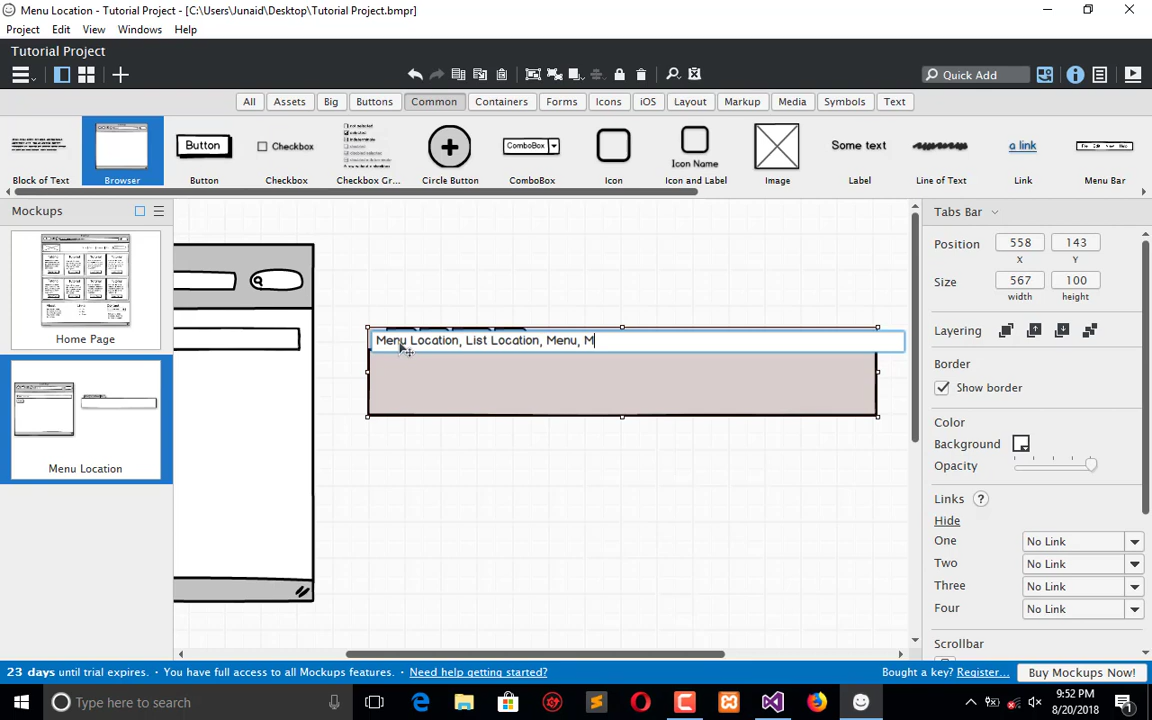 Menu Location - Tutorial Project - [C:\Users\Junaid\Desktop\Tutorial Project.bmpr]
Project Edit View Windows Help
Tutorial Project
Quick Add
All Assets Big Buttons Common Containers Forms Icons iOS Layout Markup Media Symbols Text
Button
Checkbox
ComboBox
Icon Name
Some text
a link
Block of Text Browser Button Checkbox Checkbox Gr... Circle Button ComboBox Icon Icon and Label Image Label Line of Text Link Menu Bar
Mockups
Home Page
Menu Location
Menu Location, List Location, Menu, M
Tabs Bar
Position 558 143
X Y
Size 567 100
width height
Layering
Border
Show border
Color
Background
Opacity
Links ?
Hide
One No Link
Two No Link
Three No Link
Four No Link
Scrollbar
23 days until trial expires. • You have full access to all Mockups features. • Need help getting started?
Bought a key? Register... Buy Mockups Now!
Type here to search
9:52 PM
8/20/2018
1